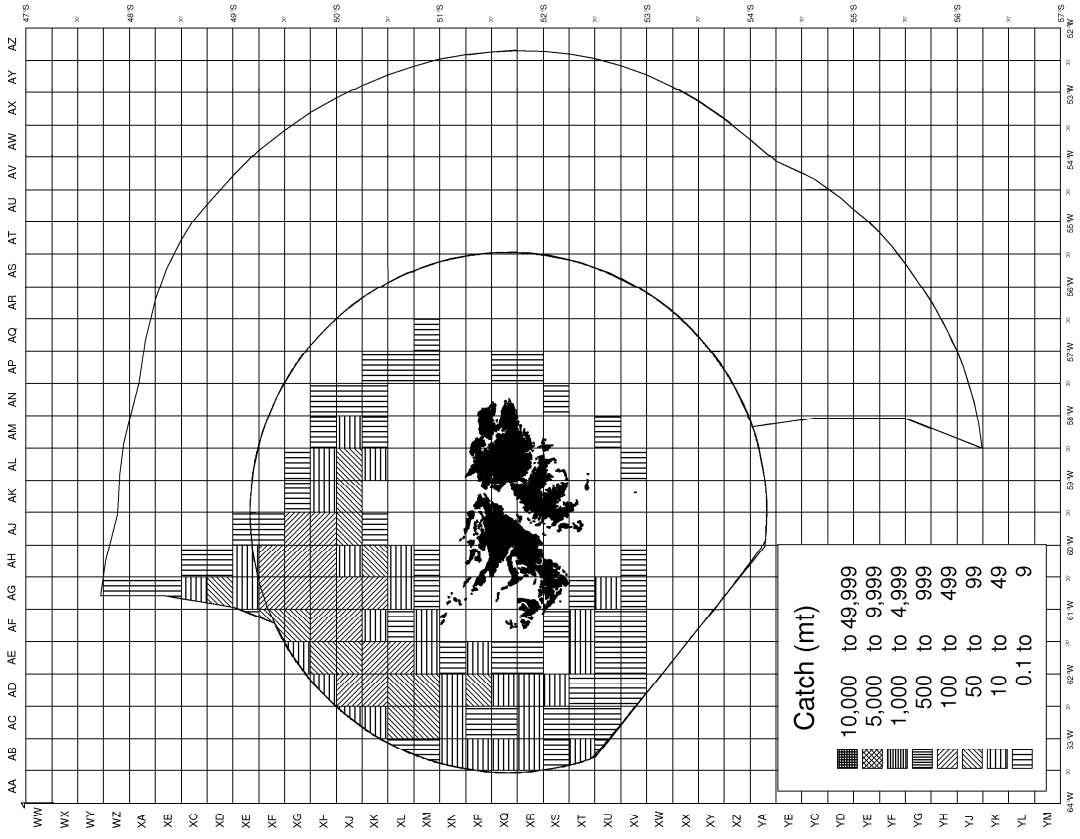 47°S 48°S 49°S 50°S 51°S 52°S 53°S 54°S 55°S 56°S 57°S
AZ
AY
AX
AW
AV
AU
AT
AS
AR
AQ
AP
AN
AM
AL
AK
AJ
AH
AG
AF
AE
AD
AC
AB
AA
52°W
53°W
54°W
55°W
56°W
57°W
58°W
59°W
60°W
61°W
62°W
63°W
64°W
WW WX WY WZ XA XB XC XD XE XF XG XH XJ XK XL XM XN XP XQ XR XS XT XU XV XW XX XY XZ YA YB YC YD YE YF YG YH YJ YK YL YM
Catch (mt)
10,000 to 49,999
5,000 to 9,999
1,000 to 4,999
500 to 999
100 to 499
50 to 99
10 to 49
0.1 to 9